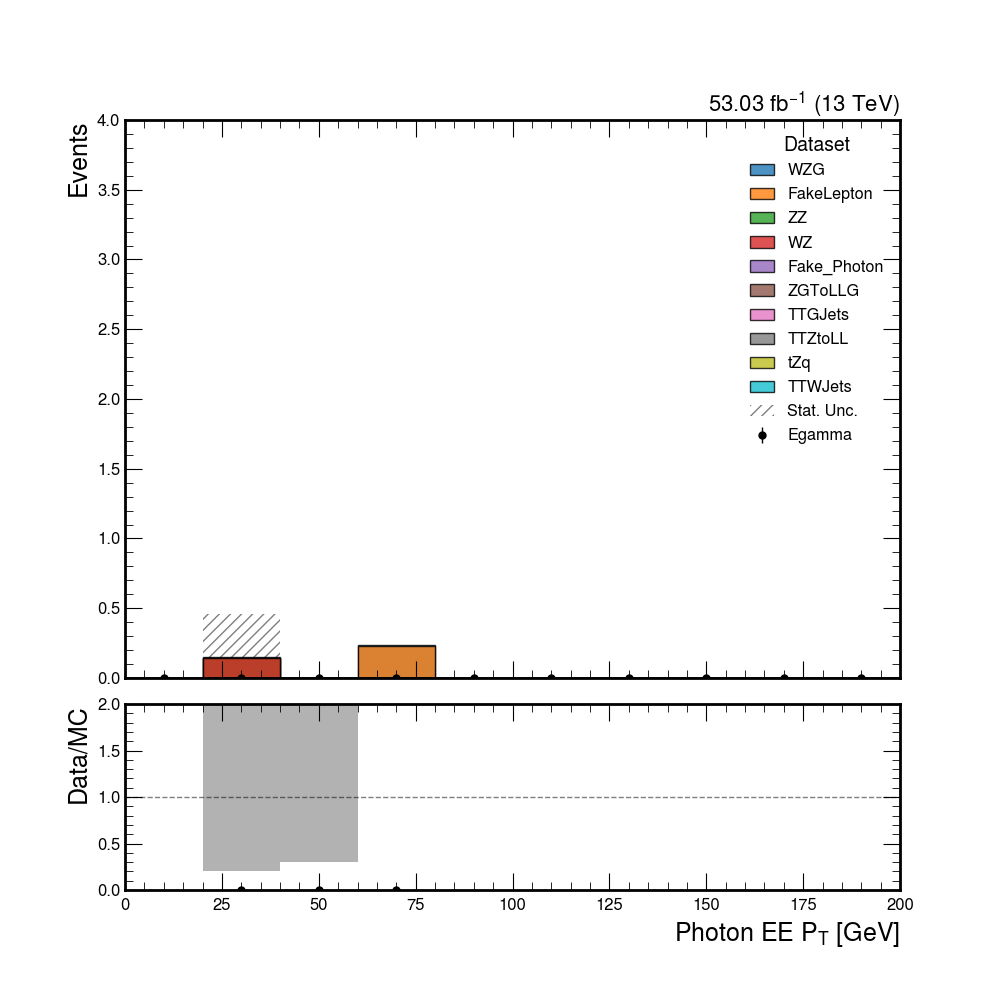 53.03 fb⁻¹ (13 TeV)
Events
4.0
3.5
3.0
2.5
2.0
1.5
1.0
0.5
0.0
Dataset
WZG
FakeLepton
ZZ
WZ
Fake_Photon
ZGToLLG
TTGJets
TTZtoLL
tZq
TTWJets
Stat. Unc.
Egamma
Data/MC
2.0
1.5
1.0
0.5
0.0
0 25 50 75 100 125 150 175 200
Photon EE P_T [GeV]